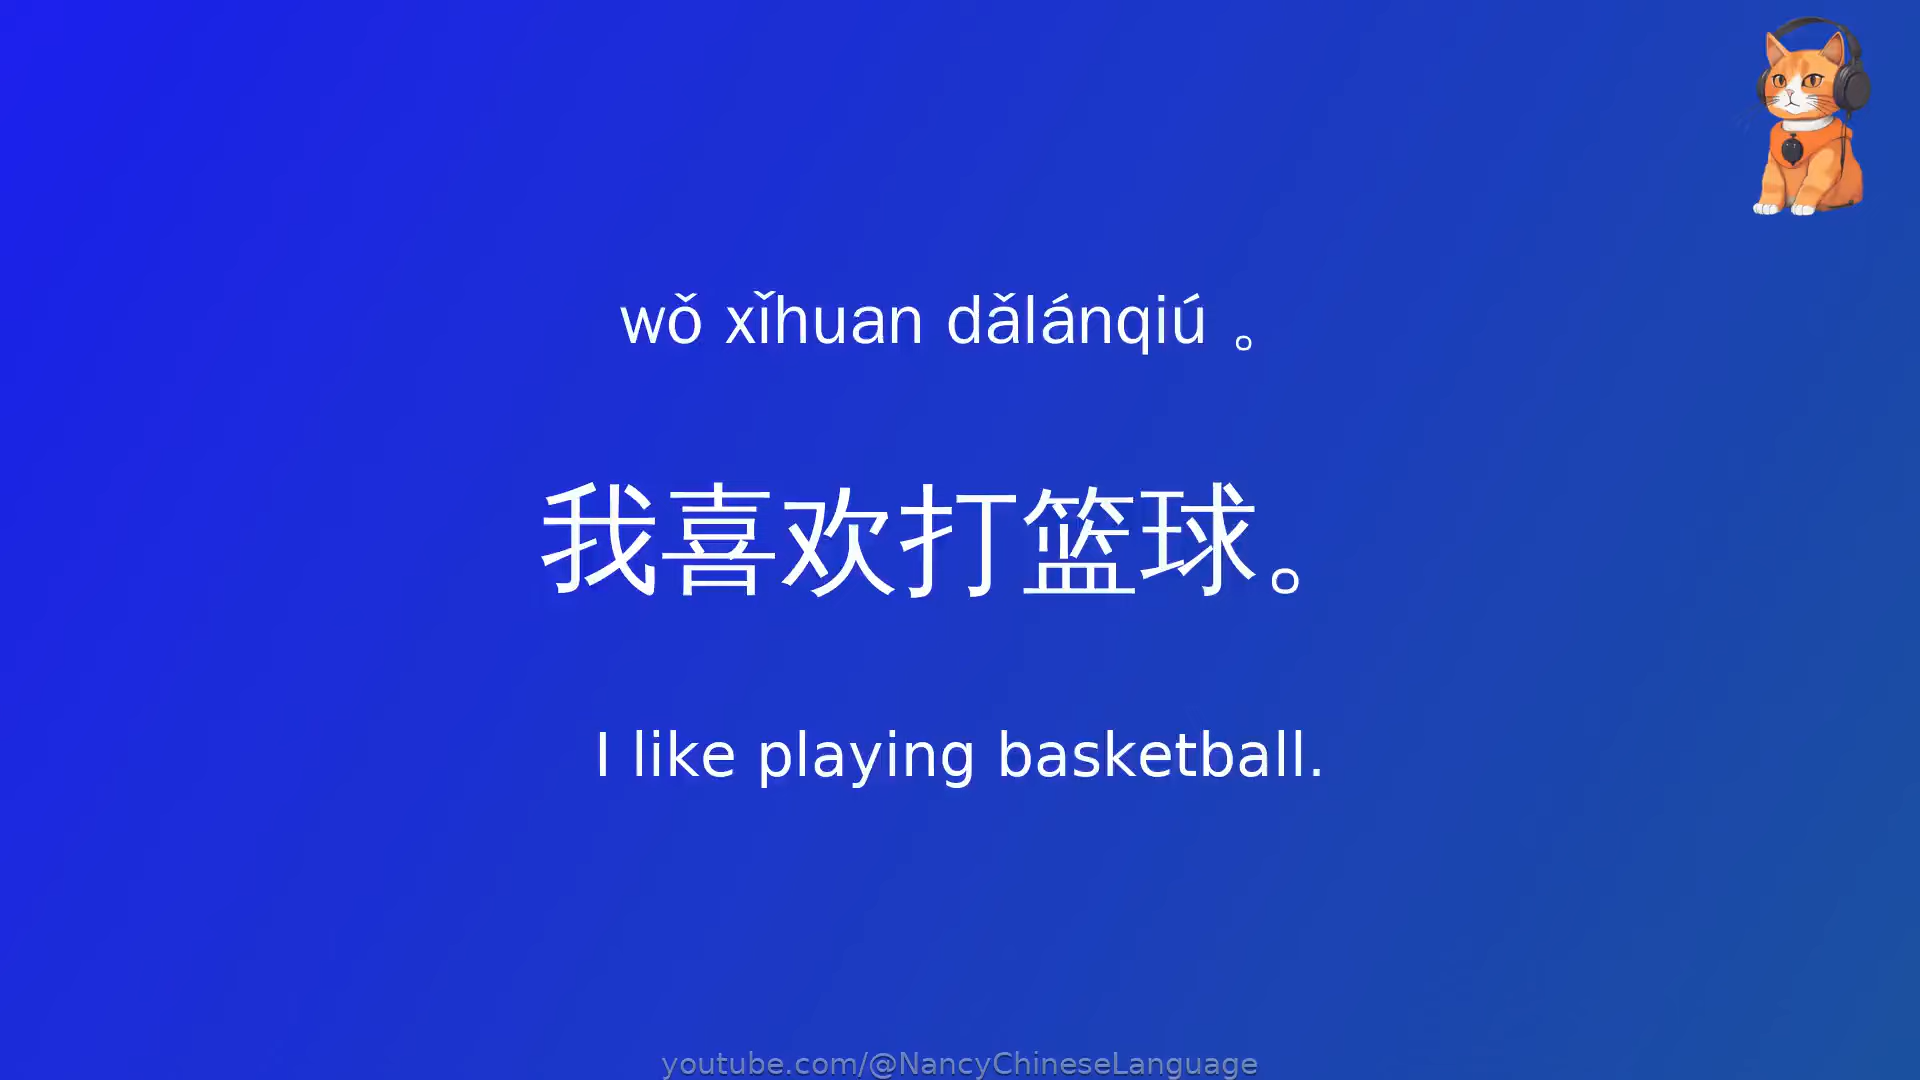 wǒ xǐhuan dǎlánqiú 。
我喜欢打篮球。
I like playing basketball.
youtube.com/@NancyChineseLanguage